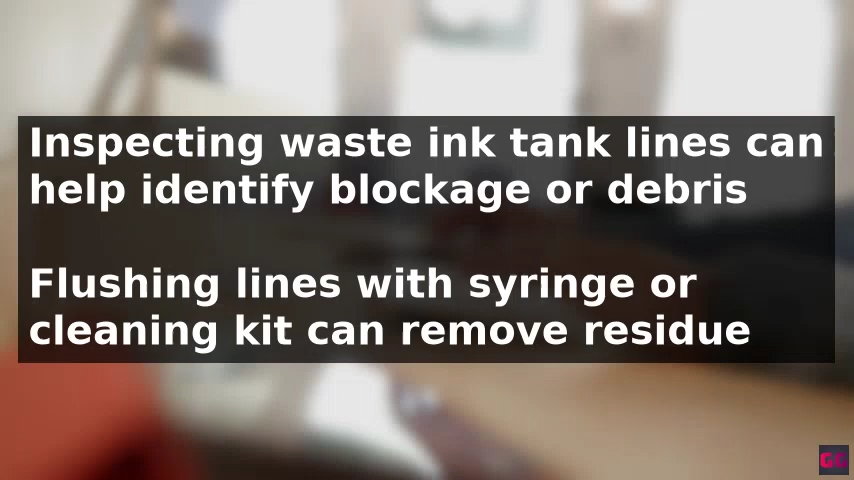 Inspecting waste ink tank lines can
help identify blockage or debris
Flushing lines with syringe or
cleaning kit can remove residue
GC